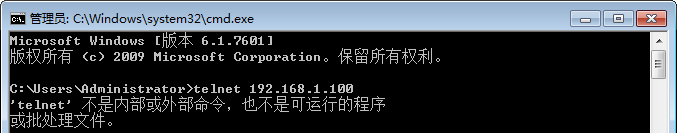 管理员: C:\Windows\system32\cmd.exe
Microsoft Windows [版本 6.1.7601]
版权所有 (c) 2009 Microsoft Corporation。保留所有权利。
C:\Users\Administrator>telnet 192.168.1.100
'telnet' 不是内部或外部命令，也不是可运行的程序
或批处理文件。